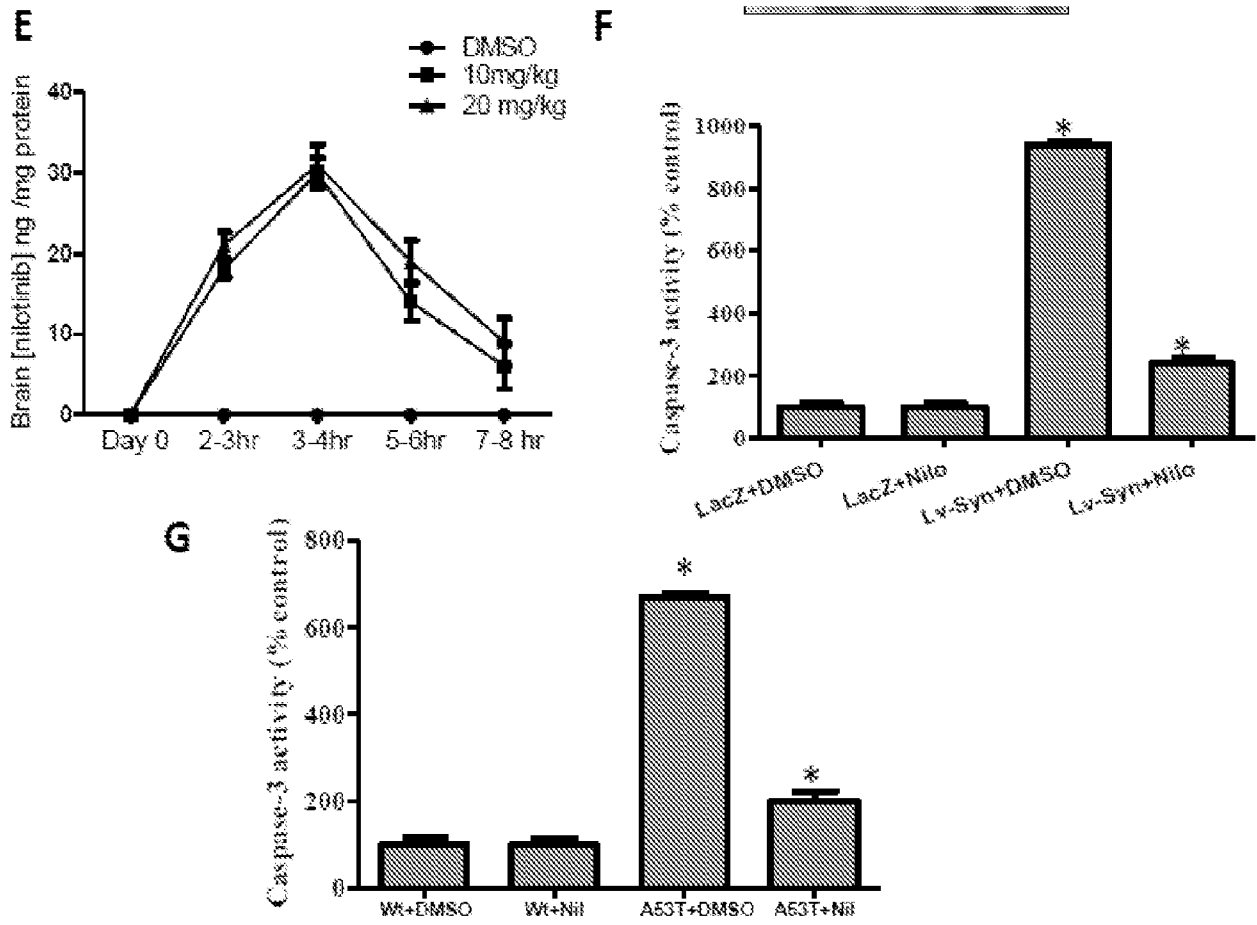 E
DMSO
10mg/kg
20 mg/kg
Brain [nilotinib] ng /mg protein
40
30
20
10
0
Day 0 2-3hr 3-4hr 5-6hr 7-8 hr
F
*
*
Caspase-3 activity (% control)
1000
800
600
400
200
0
LacZ+DMSO LacZ+Nilo Lv-Syn+DMSO Lv-Syn+Nilo
G
*
*
Caspase-3 activity (% control)
800
600
400
200
0
Wt+DMSO Wt+Nil A53T+DMSO A53T+Nil